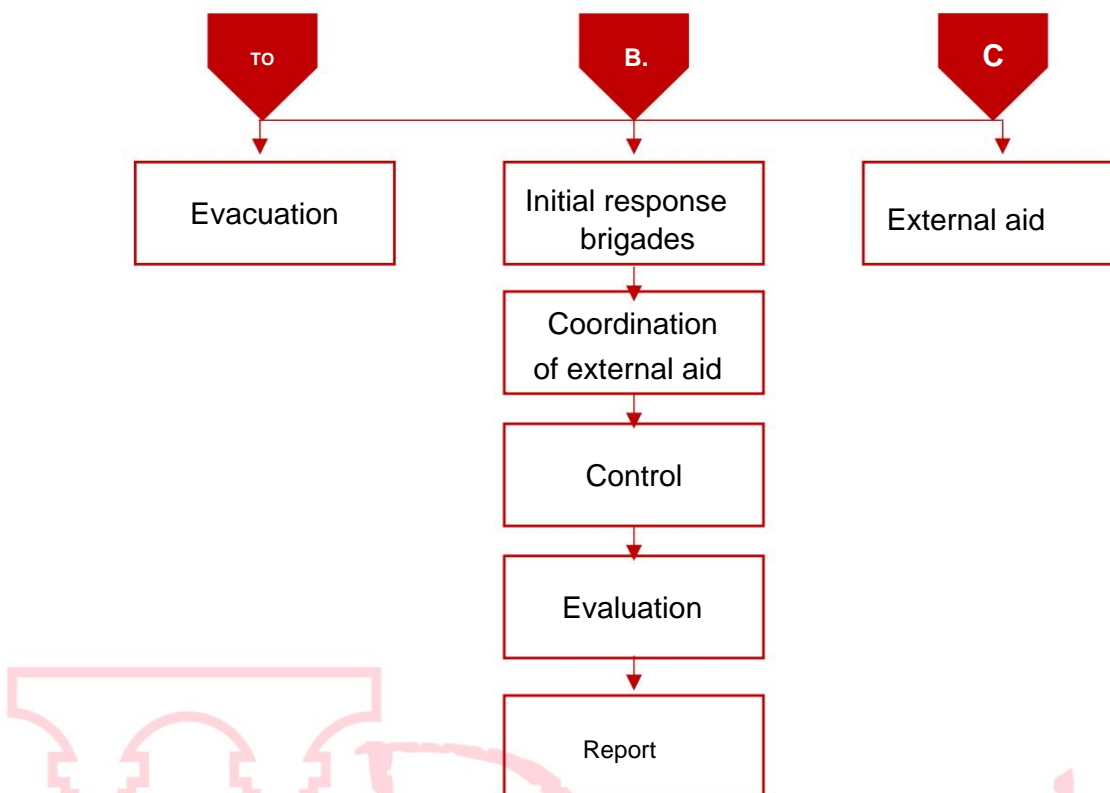 TO
B.
C
Evacuation
Initial response
brigades
External aid
Coordination
of external aid
Control
Evaluation
Report